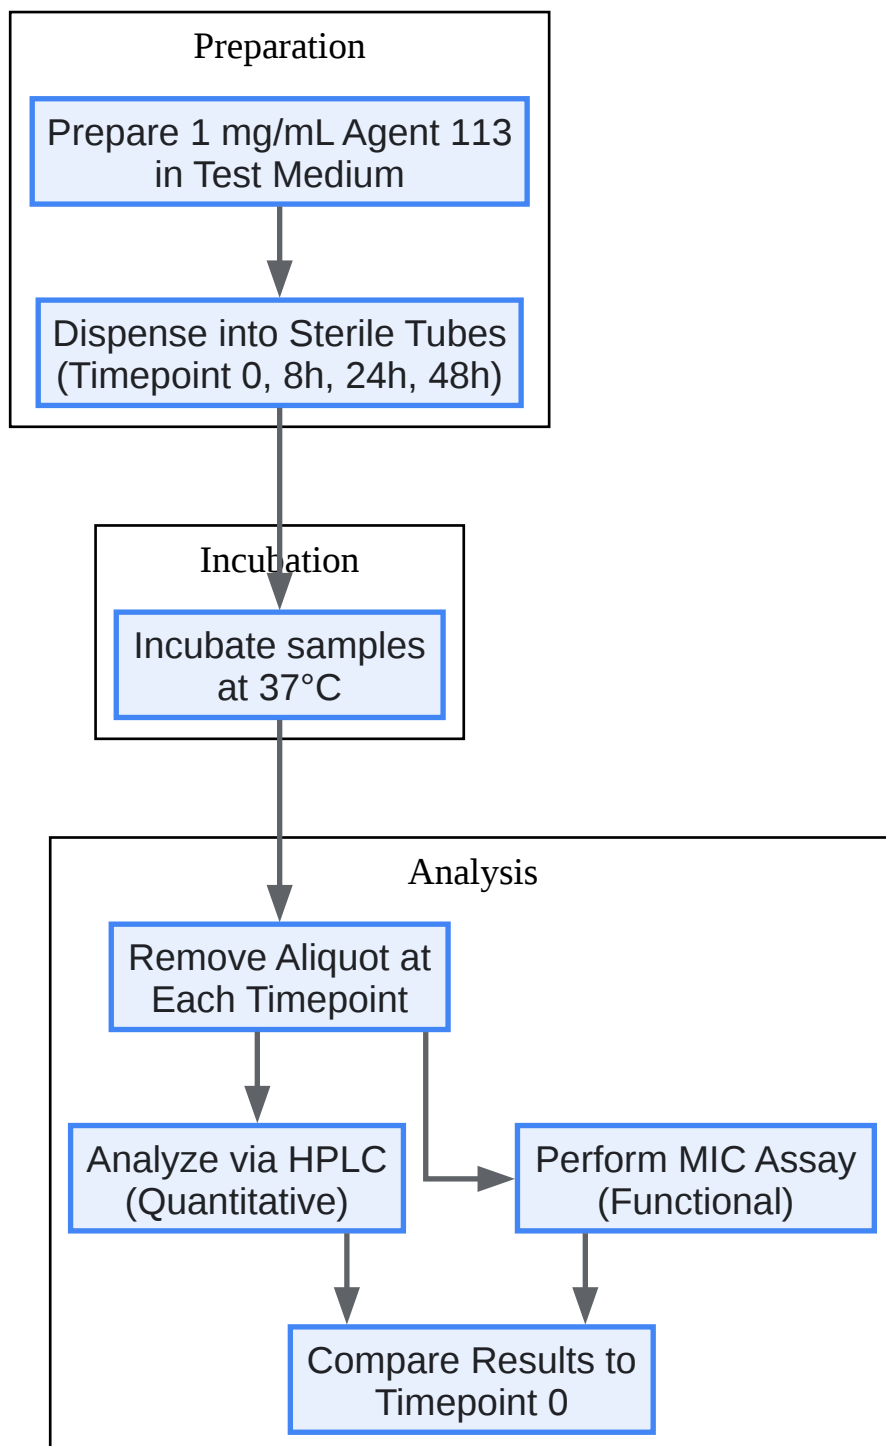 Preparation
Prepare 1 mg/mL Agent 113
in Test Medium
Dispense into Sterile Tubes
(Timepoint 0, 8h, 24h, 48h)
Incubation
Incubate samples
at 37°C
Analysis
Remove Aliquot at
Each Timepoint
Analyze via HPLC
(Quantitative)
Perform MIC Assay
(Functional)
Compare Results to
Timepoint 0